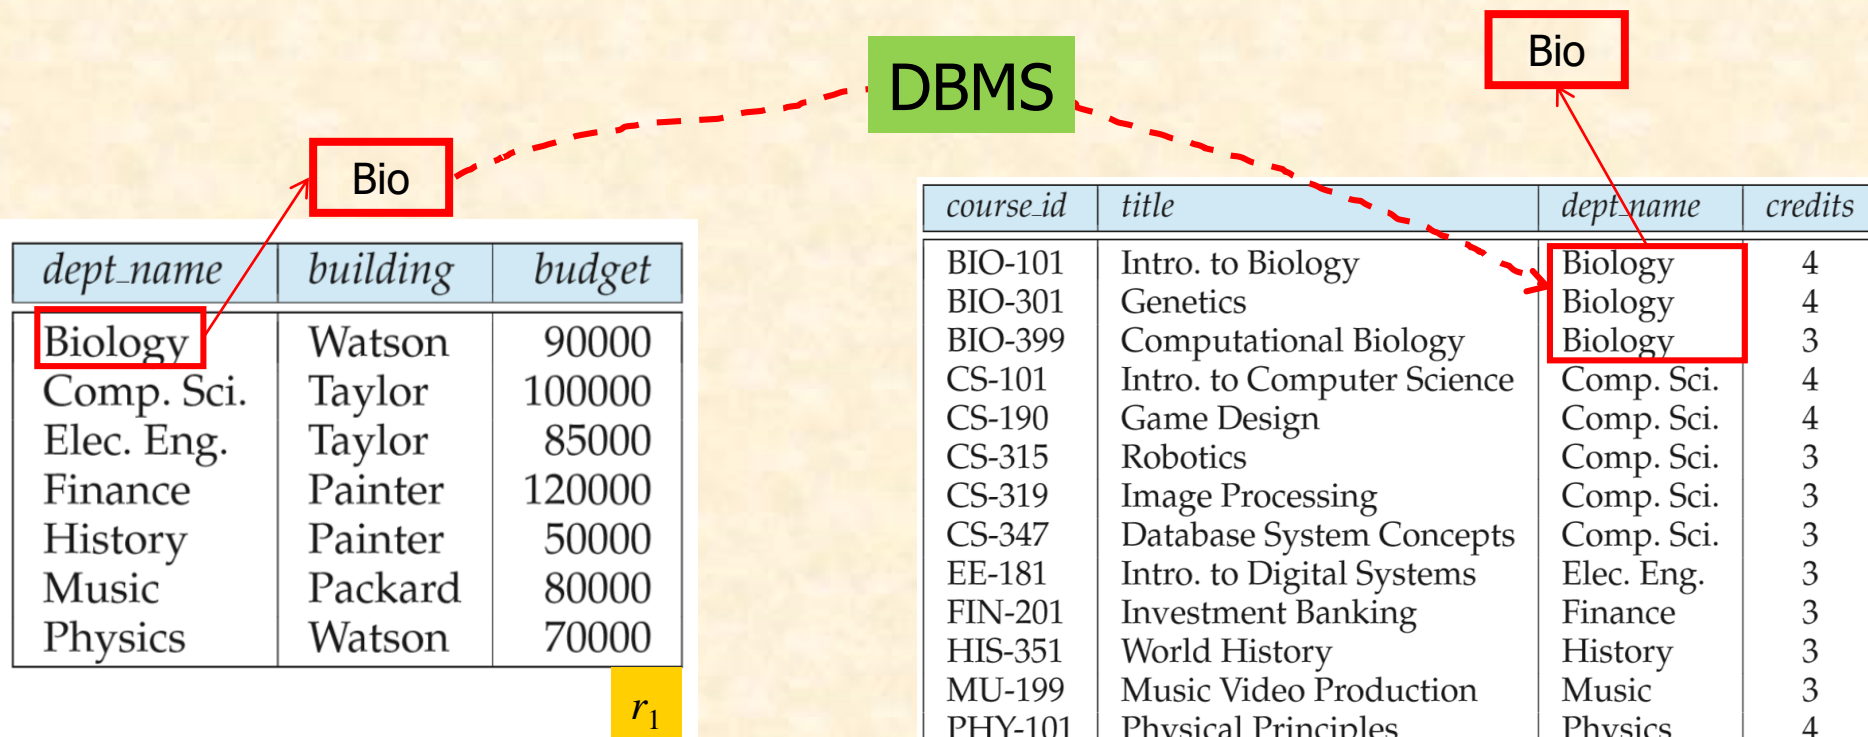 Bio
DBMS
Bio
dept_name building budget
Biology Watson 90000
Comp. Sci. Taylor 100000
Elec. Eng. Taylor 85000
Finance Painter 120000
History Painter 50000
Music Packard 80000
Physics Watson 70000
r1
course_id title dept_name credits
BIO-101 Intro. to Biology Biology 4
BIO-301 Genetics Biology 4
BIO-399 Computational Biology Biology 3
CS-101 Intro. to Computer Science Comp. Sci. 4
CS-190 Game Design Comp. Sci. 4
CS-315 Robotics Comp. Sci. 3
CS-319 Image Processing Comp. Sci. 3
CS-347 Database System Concepts Comp. Sci. 3
EE-181 Intro. to Digital Systems Elec. Eng. 3
FIN-201 Investment Banking Finance 3
HIS-351 World History History 3
MU-199 Music Video Production Music 3
PHY-101 Physical Principles Physics 4